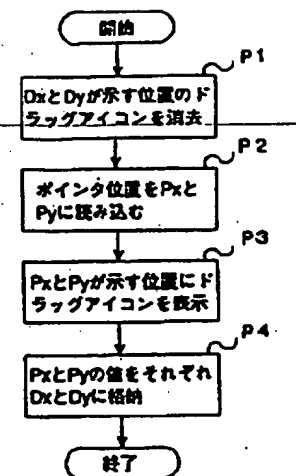 開始
P1
DxとDyが示す位置のド
ラッグアイコンを消去
P2
ポインタ位置をPxと
Pyに読み込む
P3
PxとPyが示す位置にド
ラッグアイコンを表示
P4
PxとPyの値をそれぞれ
DxとDyに格納
終了